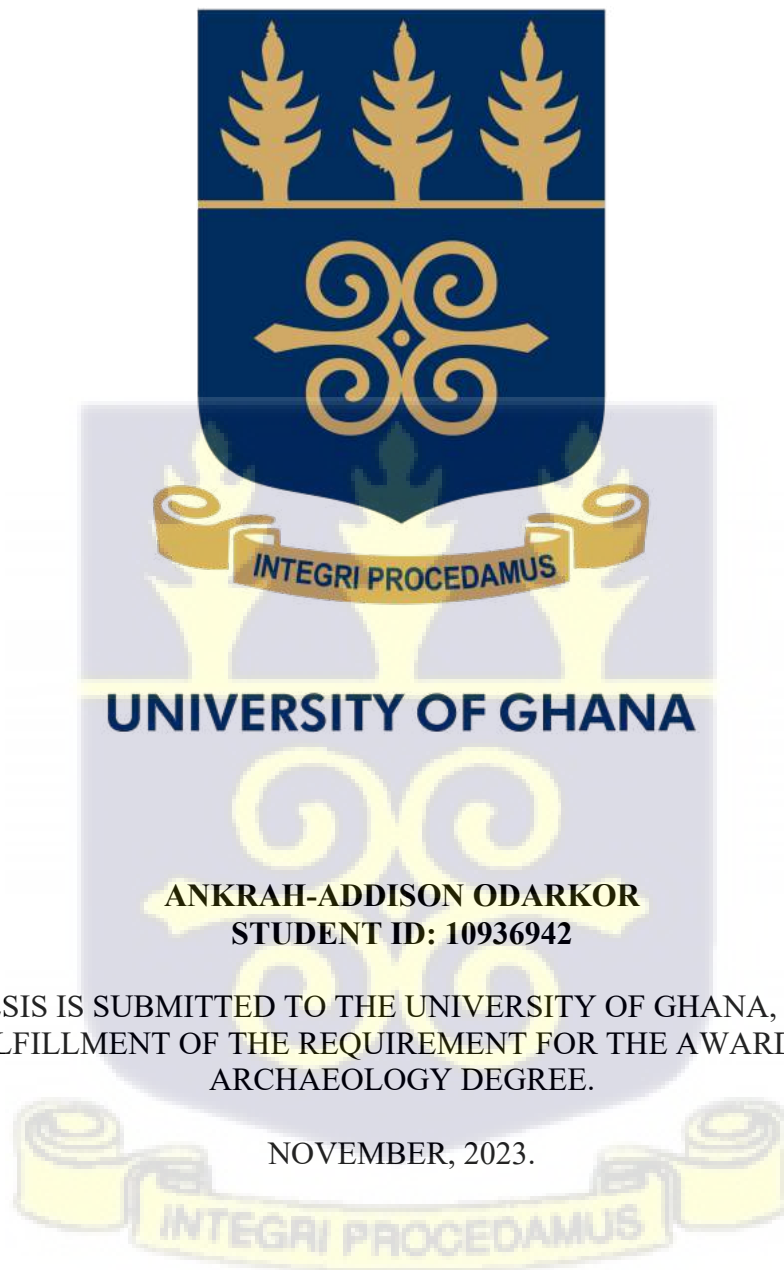 INTEGRI PROCEDAMUS
UNIVERSITY OF GHANA
ANKRAH-ADDISON ODARKOR
STUDENT ID: 10936942
ESIS IS SUBMITTED TO THE UNIVERSITY OF GHANA,
LFILLMENT OF THE REQUIREMENT FOR THE AWARD
ARCHAEOLOGY DEGREE.
NOVEMBER, 2023.
INTEGRI PROCEDAMUS